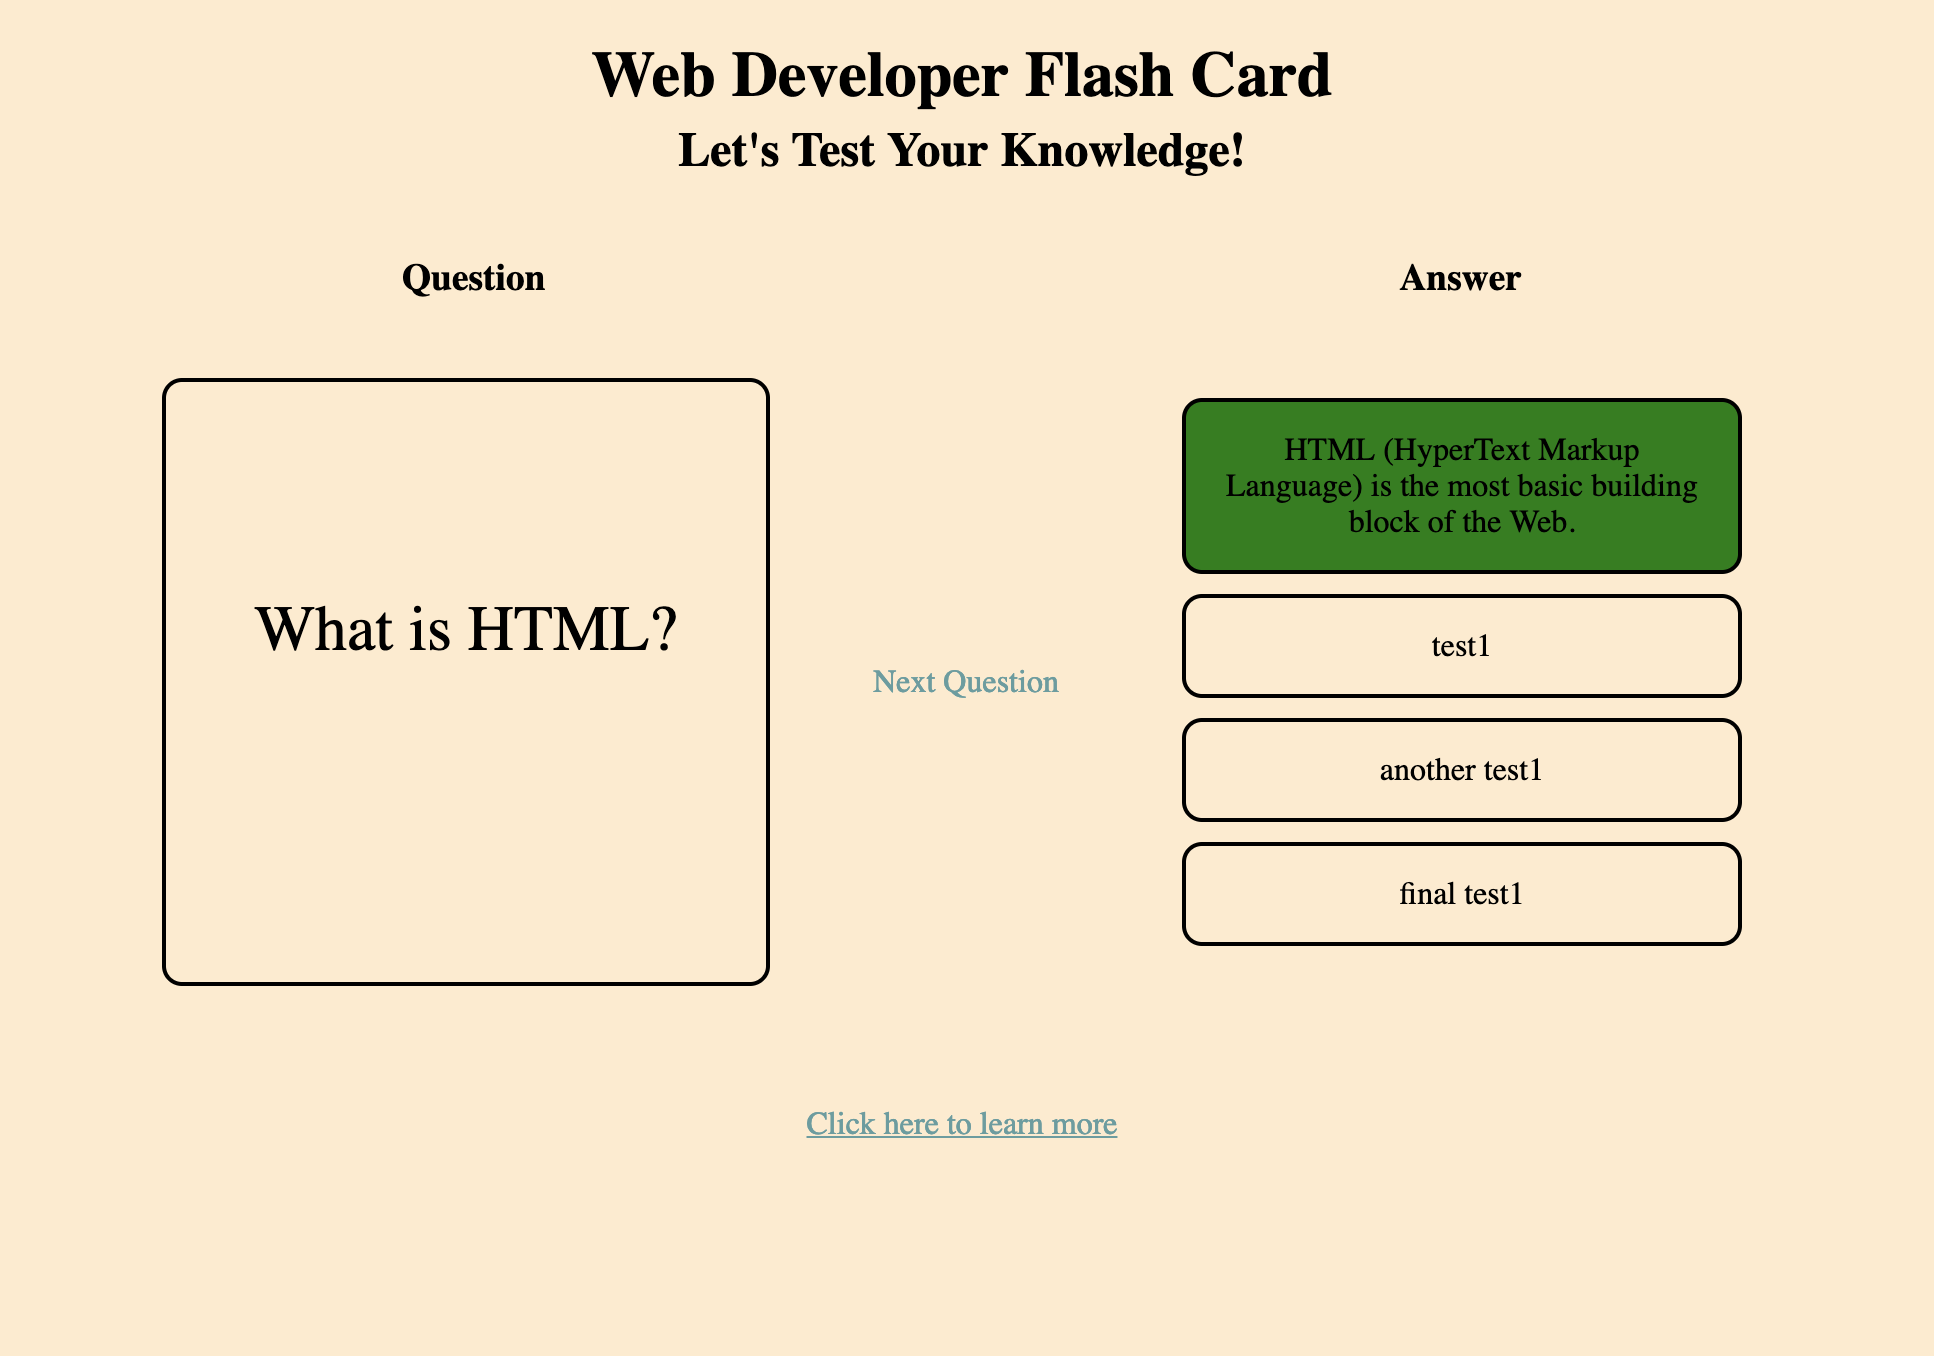 Web Developer Flash Card
Let's Test Your Knowledge!
Question
Answer
What is HTML?
Next Question
HTML (HyperText Markup
Language) is the most basic building
block of the Web.
test1
another test1
final test1
Click here to learn more